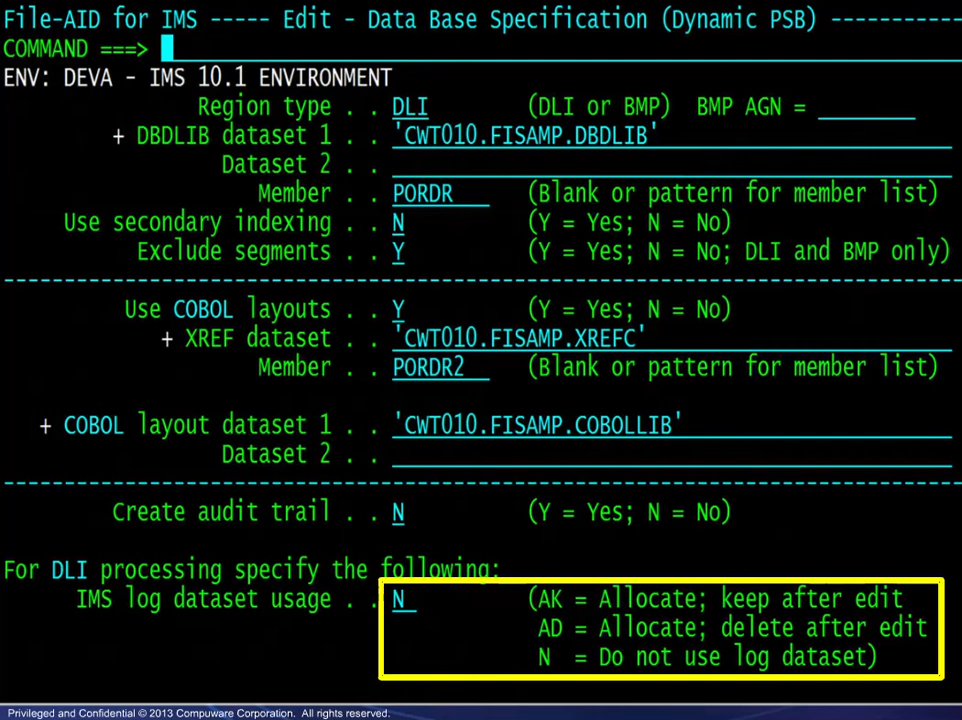 File-AID for IMS ----- Edit - Data Base Specification (Dynamic PSB) -----------
COMMAND ===>
ENV: DEVA - IMS 10.1 ENVIRONMENT
Region type . . DLI (DLI or BMP) BMP AGN = ________
+ DBDLIB dataset 1 . . 'CWT010.FISAMP.DBDLIB'
Dataset 2 . .
Member . . PORDR (Blank or pattern for member list)
Use secondary indexing . . N (Y = Yes; N = No)
Exclude segments . . Y (Y = Yes; N = No; DLI and BMP only)
-------------------------------------------------------------------------------
Use COBOL layouts . . Y (Y = Yes; N = No)
+ XREF dataset . . 'CWT010.FISAMP.XREFC'
Member . . PORDR2 (Blank or pattern for member list)
+ COBOL layout dataset 1 . . 'CWT010.FISAMP.COBOLLIB'
Dataset 2 . .
-------------------------------------------------------------------------------
Create audit trail . . N (Y = Yes; N = No)
For DLI processing specify the following:
IMS log dataset usage . . N (AK = Allocate; keep after edit
AD = Allocate; delete after edit
N = Do not use log dataset)
Privileged and Confidential © 2013 Compuware Corporation. All rights reserved.